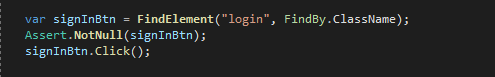 var signInBtn = FindElement("login", FindBy.ClassName);
Assert.NotNull(signInBtn);
signInBtn.Click();